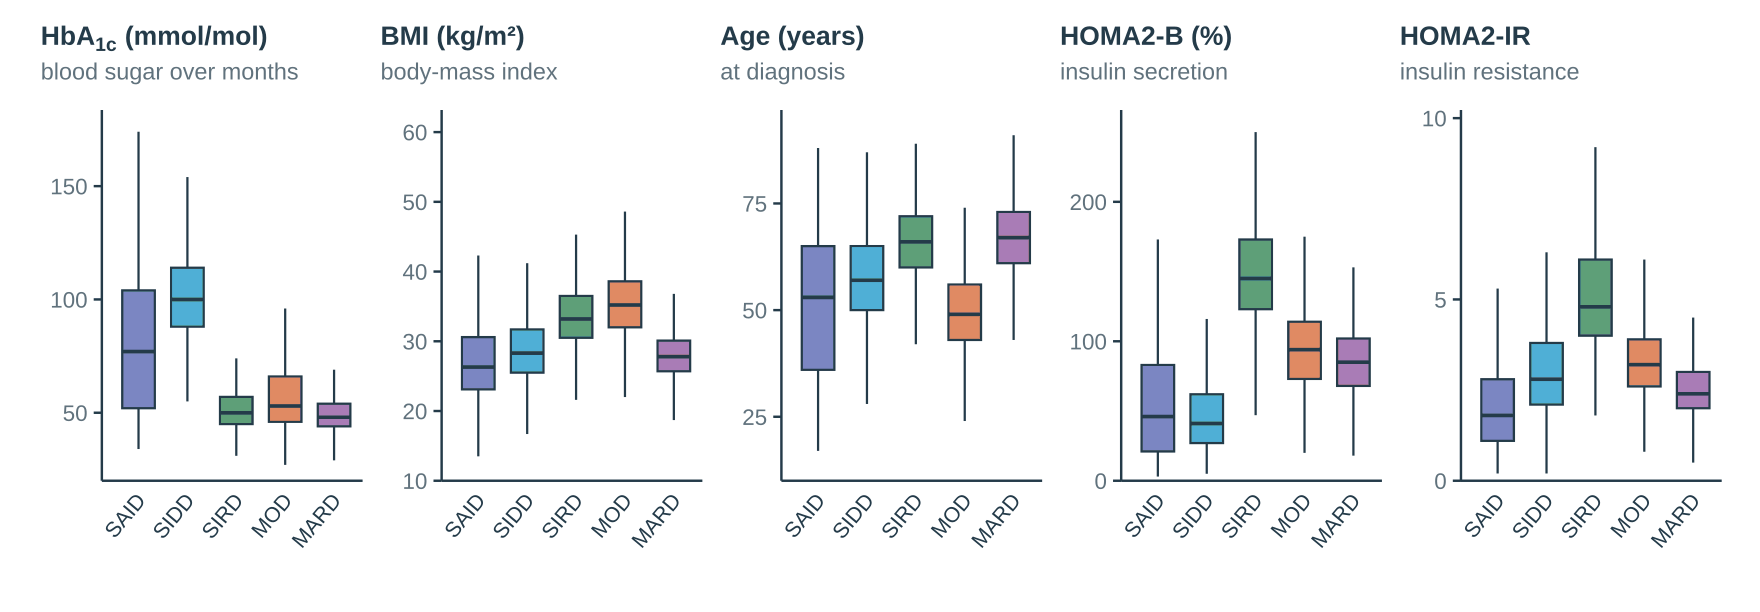 HbA1c (mmol/mol)
blood sugar over months
150
100
50
SAID
SIDD
SIRD
MOD
MARD
BMI (kg/m²)
body-mass index
60
50
40
30
20
10
SAID
SIDD
SIRD
MOD
MARD
Age (years)
at diagnosis
75
50
25
SAID
SIDD
SIRD
MOD
MARD
HOMA2-B (%)
insulin secretion
200
100
0
SAID
SIDD
SIRD
MOD
MARD
HOMA2-IR
insulin resistance
10
5
0
SAID
SIDD
SIRD
MOD
MARD